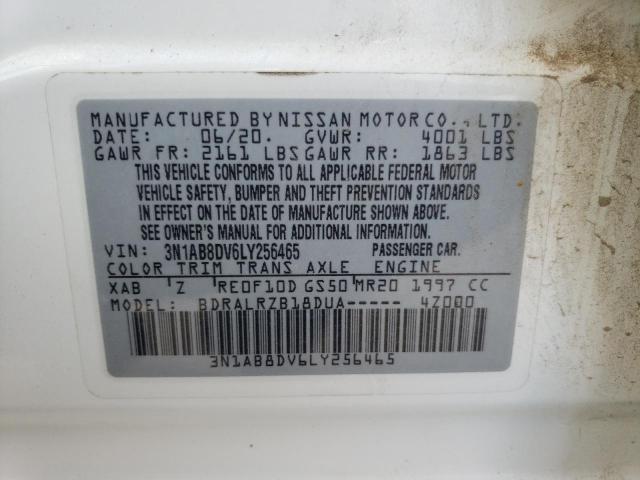 MANUFACTURED BY NISSAN MOTOR CO., LTD.
DATE: 06/20. GVWR: 4001 LBS
GAWR FR: 2161 LBS GAWR RR: 1863 LBS
THIS VEHICLE CONFORMS TO ALL APPLICABLE FEDERAL MOTOR
VEHICLE SAFETY, BUMPER AND THEFT PREVENTION STANDARDS
IN EFFECT ON THE DATE OF MANUFACTURE SHOWN ABOVE.
SEE OWNER'S MANUAL FOR ADDITIONAL INFORMATION.
VIN: 3N1AB8DV6LY256465 PASSENGER CAR.
COLOR TRIM TRANS AXLE ENGINE
XAB Z RE0F10D GS50 MR20 1997 CC
MODEL: BDRALRZB18DUA----- 4Z000
3N1AB8DV6LY256465